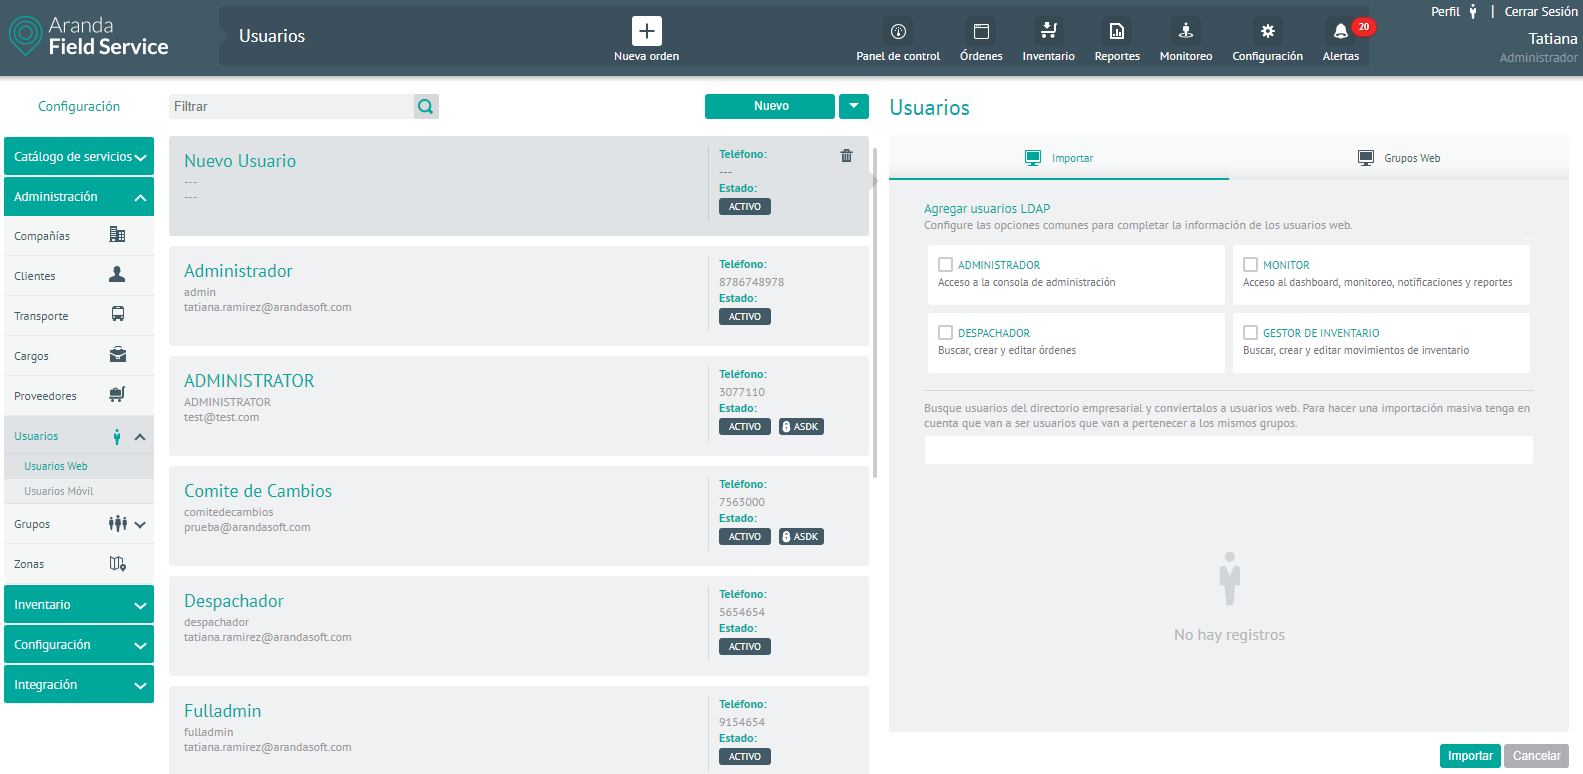 Aranda
Field Service
Usuarios
Nueva orden
Panel de control
Órdenes
Inventario
Reportes
Monitoreo
Configuración
Alertas
20
Perfil | Cerrar Sesión
Tatiana
Administrador
Configuración
Catálogo de servicios
Administración
Compañías
Clientes
Transporte
Cargos
Proveedores
Usuarios
Usuarios Web
Usuarios Móvil
Grupos
Zonas
Inventario
Configuración
Integración
Filtrar
Nuevo
Nuevo Usuario
---
---
Teléfono:
---
Estado:
ACTIVO
Administrador
admin
tatiana.ramirez@arandasoft.com
Teléfono:
8786748978
Estado:
ACTIVO
ADMINISTRATOR
ADMINISTRATOR
test@test.com
Teléfono:
3077110
Estado:
ACTIVO ASDK
Comite de Cambios
comitedecambios
prueba@arandasoft.com
Teléfono:
7563000
Estado:
ACTIVO ASDK
Despachador
despachador
tatiana.ramirez@arandasoft.com
Teléfono:
5654654
Estado:
ACTIVO
Fulladmin
fulladmin
tatiana.ramirez@arandasoft.com
Teléfono:
9154654
Estado:
ACTIVO
Usuarios
Importar
Grupos Web
Agregar usuarios LDAP
Configure las opciones comunes para completar la información de los usuarios web.
ADMINISTRADOR
Acceso a la consola de administración
MONITOR
Acceso al dashboard, monitoreo, notificaciones y reportes
DESPACHADOR
Buscar, crear y editar órdenes
GESTOR DE INVENTARIO
Buscar, crear y editar movimientos de inventario
Busque usuarios del directorio empresarial y conviertalos a usuarios web. Para hacer una importación masiva tenga en
cuenta que van a ser usuarios que van a pertenecer a los mismos grupos.
No hay registros
Importar
Cancelar